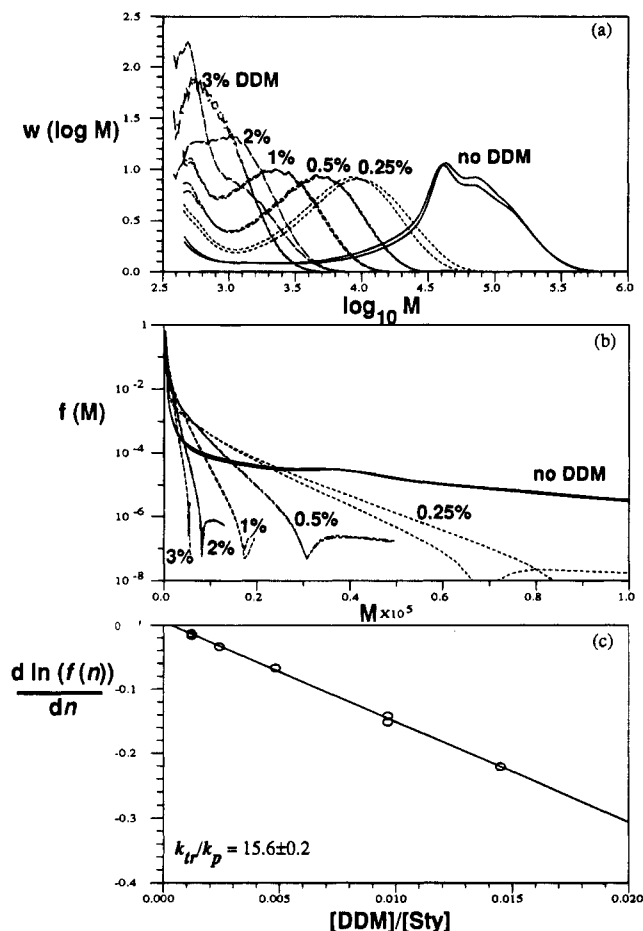 (a)
2.5
2.0
1.5
1.0
0.5
0.0
w (log M)
3% DDM
2%
1%
0.5%
0.25%
no DDM
2.5 3.0 3.5 4.0 4.5 5.0 5.5 6.0
log10 M
(b)
1
10-2
10-4
10-6
10-8
f (M)
no DDM
0.25%
0.5%
1%
2%
3%
0.0 0.2 0.4 0.6 0.8 1.0
M x10 5
(c)
0
-0.1
-0.2
-0.3
-0.4
d ln (f (n))
dn
ktr/kp = 15.6±0.2
0.000 0.005 0.010 0.015 0.020
[DDM]/[Sty]